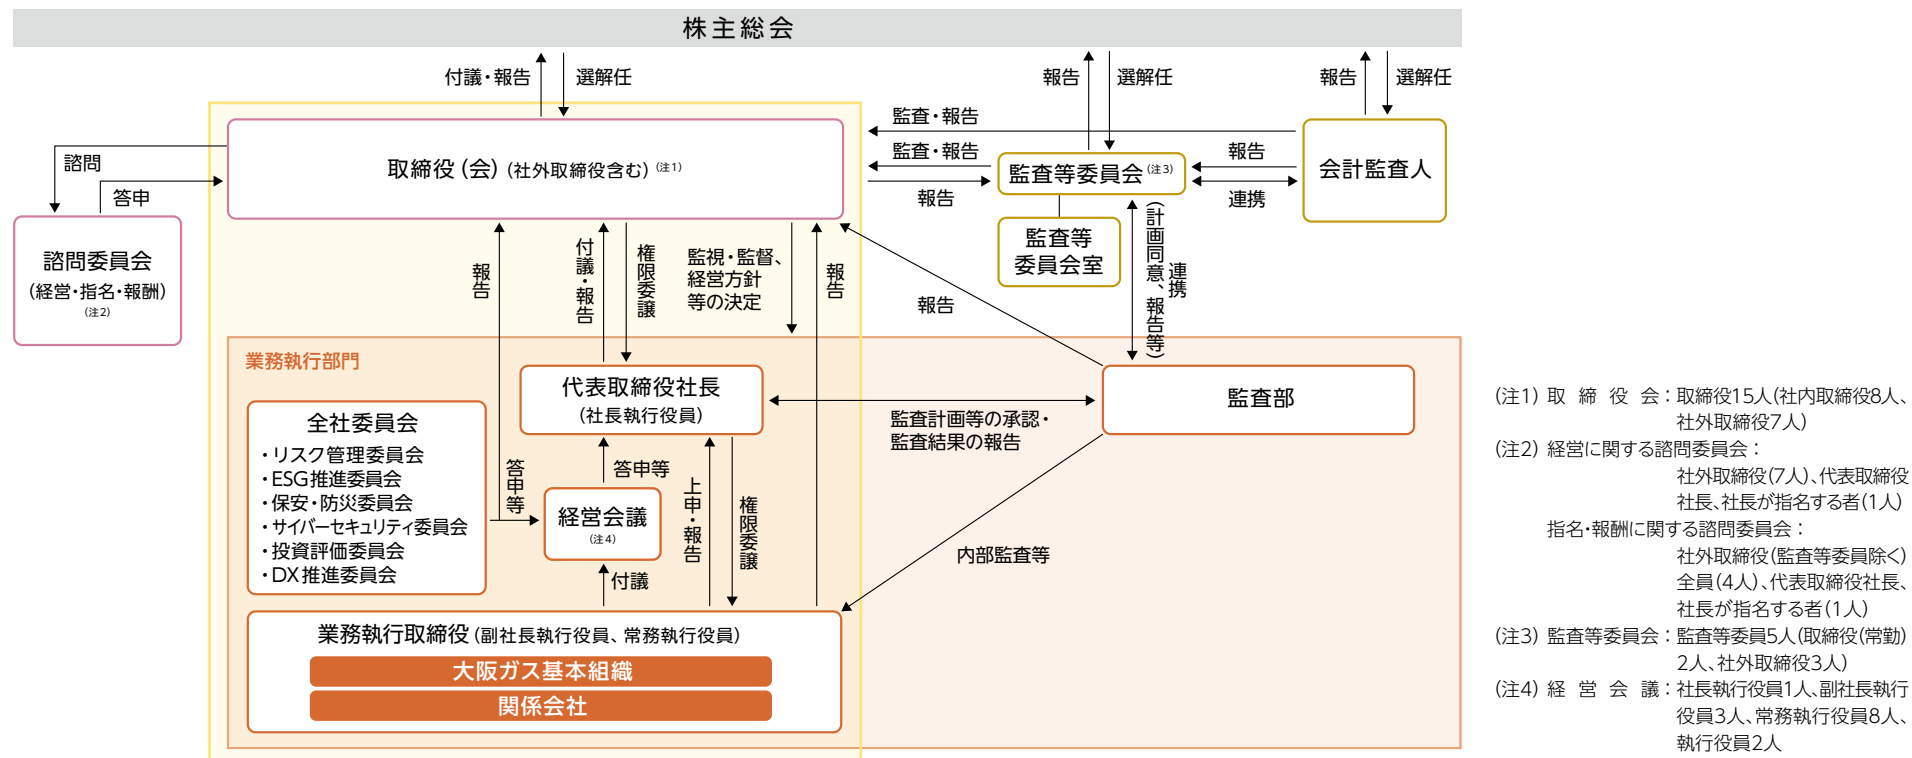 株主総会
付議・報告
選解任
報告
選解任
報告
選解任
監査・報告
監査・報告
報告
報告
連携
取締役(会)(社外取締役含む)(注1)
監査等委員会(注3)
会計監査人
監査等
委員会室
諮問
答申
諮問委員会
(経営・指名・報酬)
(注2)
報告
付議・報告
権限委譲
監視・監督、
経営方針
等の決定
報告
報告
連携
(計画同意、報告等)
業務執行部門
代表取締役社長
(社長執行役員)
監査部
監査計画等の承認・
監査結果の報告
全社委員会
・リスク管理委員会
・ESG推進委員会
・保安・防災委員会
・サイバーセキュリティ委員会
・投資評価委員会
・DX推進委員会
答申等
答申等
経営会議
(注4)
付議
上申・報告
権限委譲
内部監査等
業務執行取締役(副社長執行役員、常務執行役員)
大阪ガス基本組織
関係会社
(注1) 取締役会：取締役15人(社内取締役8人、
社外取締役7人)
(注2) 経営に関する諮問委員会：
社外取締役(7人)、代表取締役
社長、社長が指名する者(1人)
指名・報酬に関する諮問委員会：
社外取締役(監査等委員除く)
全員(4人)、代表取締役社長、
社長が指名する者(1人)
(注3) 監査等委員会：監査等委員5人(取締役(常勤)
2人、社外取締役3人)
(注4) 経営会議：社長執行役員1人、副社長執行
役員3人、常務執行役員8人、
執行役員2人